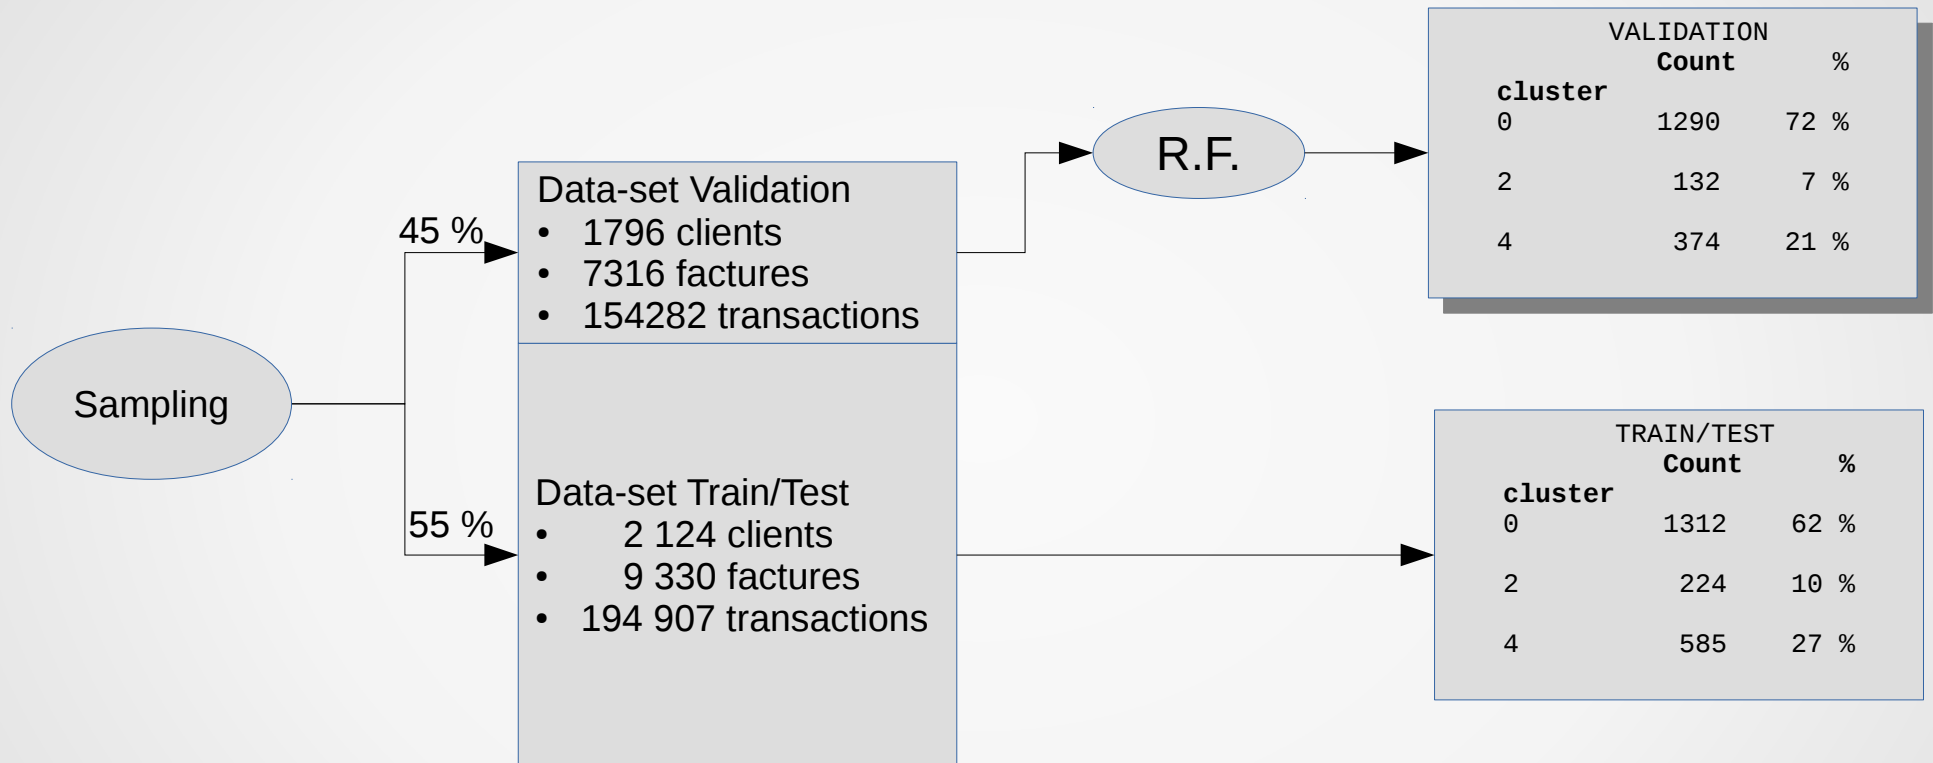 Sampling
45 %
55 %
Data-set Validation
• 1796 clients
• 7316 factures
• 154282 transactions
Data-set Train/Test
• 2 124 clients
• 9 330 factures
• 194 907 transactions
R.F.
VALIDATION
Count %
cluster
0 1290 72 %
2 132 7 %
4 374 21 %
TRAIN/TEST
Count %
cluster
0 1312 62 %
2 224 10 %
4 585 27 %